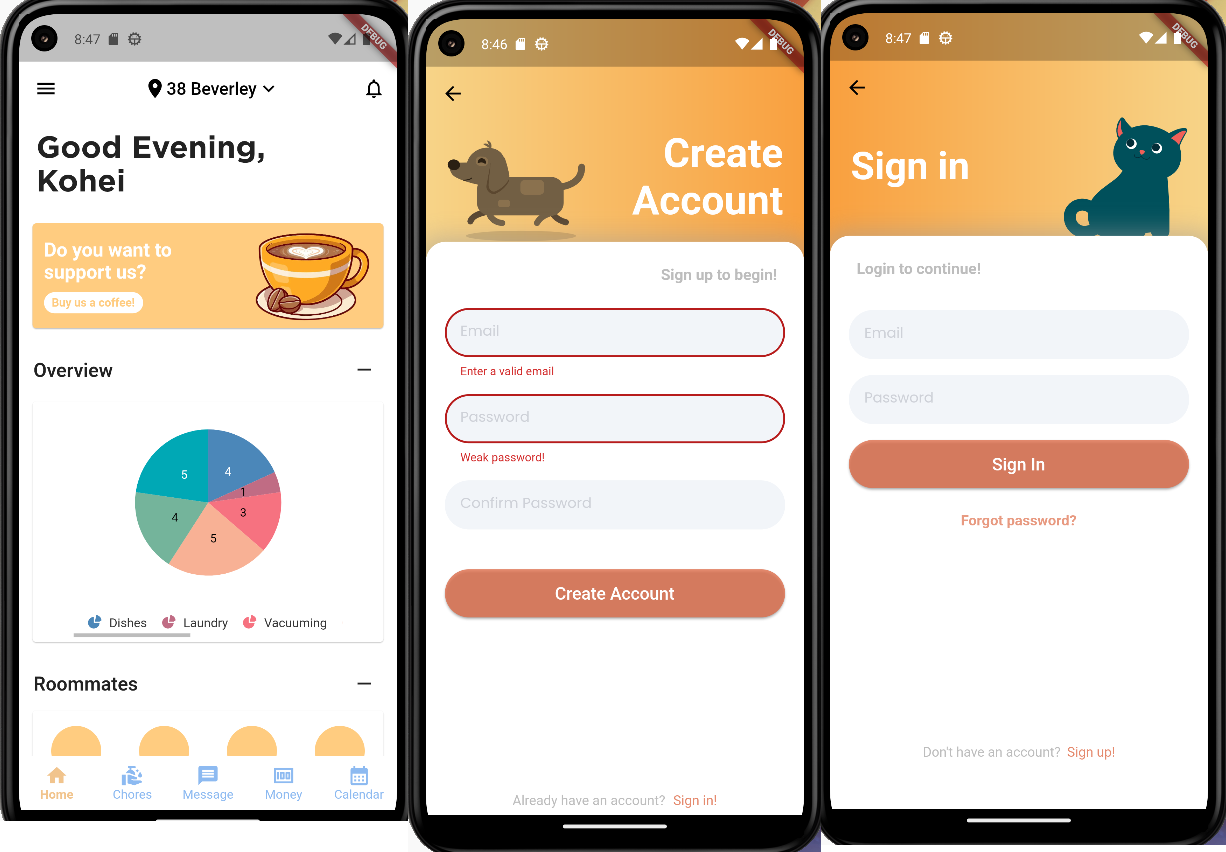 8:47
DEBUG
38 Beverley
Good Evening,
Kohei
Do you want to
support us?
Buy us a coffee!
Overview
5
4
1
3
4
5
Dishes
Laundry
Vacuuming
Roommates
Home
Chores
Message
Money
Calendar
8:46
DEBUG
Create
Account
Sign up to begin!
Email
Enter a valid email
Password
Weak password!
Confirm Password
Create Account
Already have an account? Sign in!
8:47
DEBUG
Sign in
Login to continue!
Email
Password
Sign In
Forgot password?
Don't have an account? Sign up!